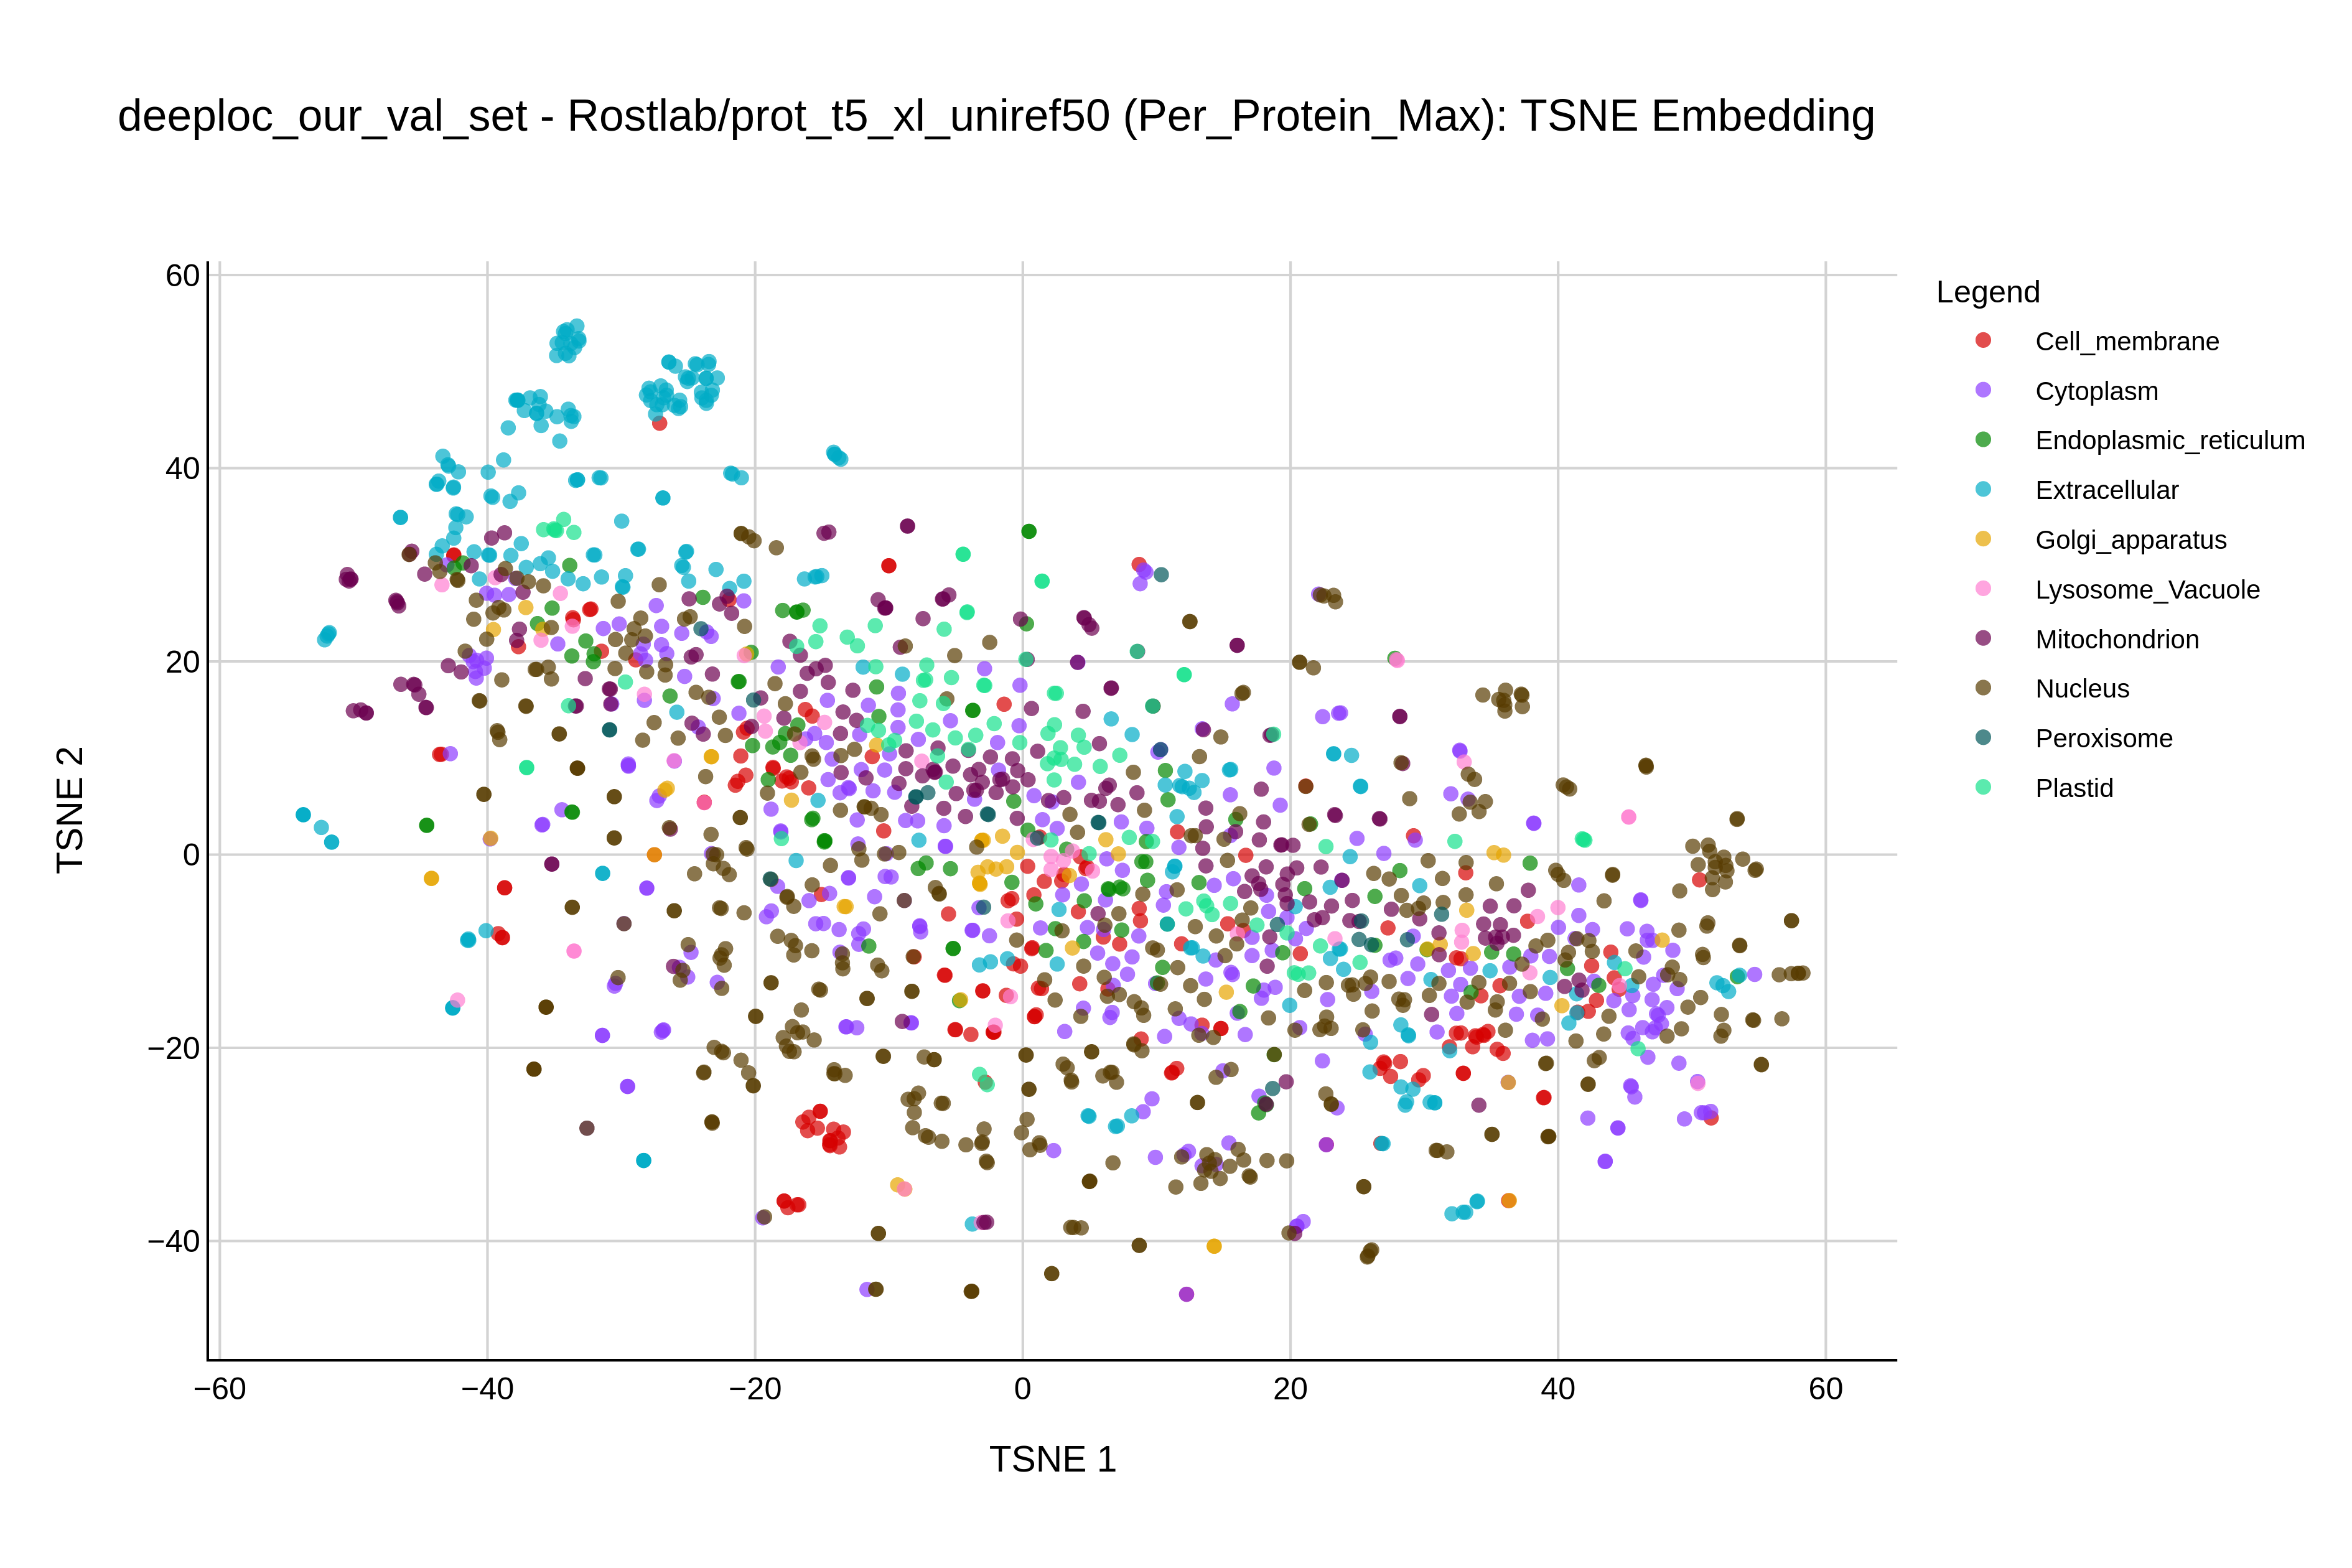 deeploc_our_val_set - Rostlab/prot_t5_xl_uniref50 (Per_Protein_Max): TSNE Embedding
Legend
Cell_membrane
Cytoplasm
Endoplasmic_reticulum
Extracellular
Golgi_apparatus
Lysosome_Vacuole
Mitochondrion
Nucleus
Peroxisome
Plastid
60
40
20
0
−20
−40
TSNE 2
−60
−40
−20
0
20
40
60
TSNE 1